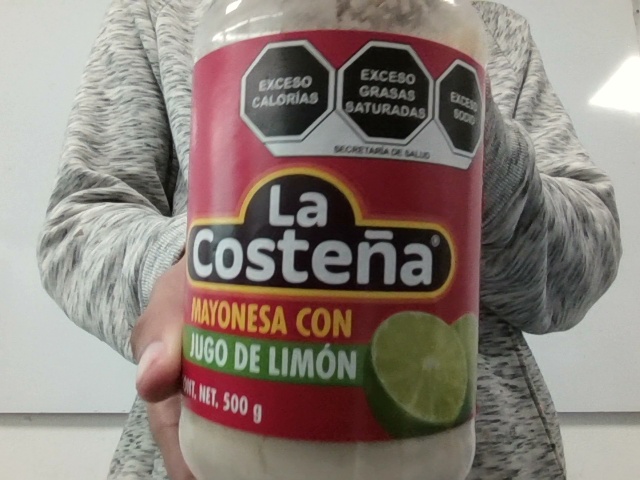 EXCESO
CALORÍAS
EXCESO
GRASAS
SATURADAS
EXCESO
SODIO
SECRETARÍA DE SALUD
La
Costeña®
MAYONESA CON
JUGO DE LIMÓN
CONT. NET. 500 g